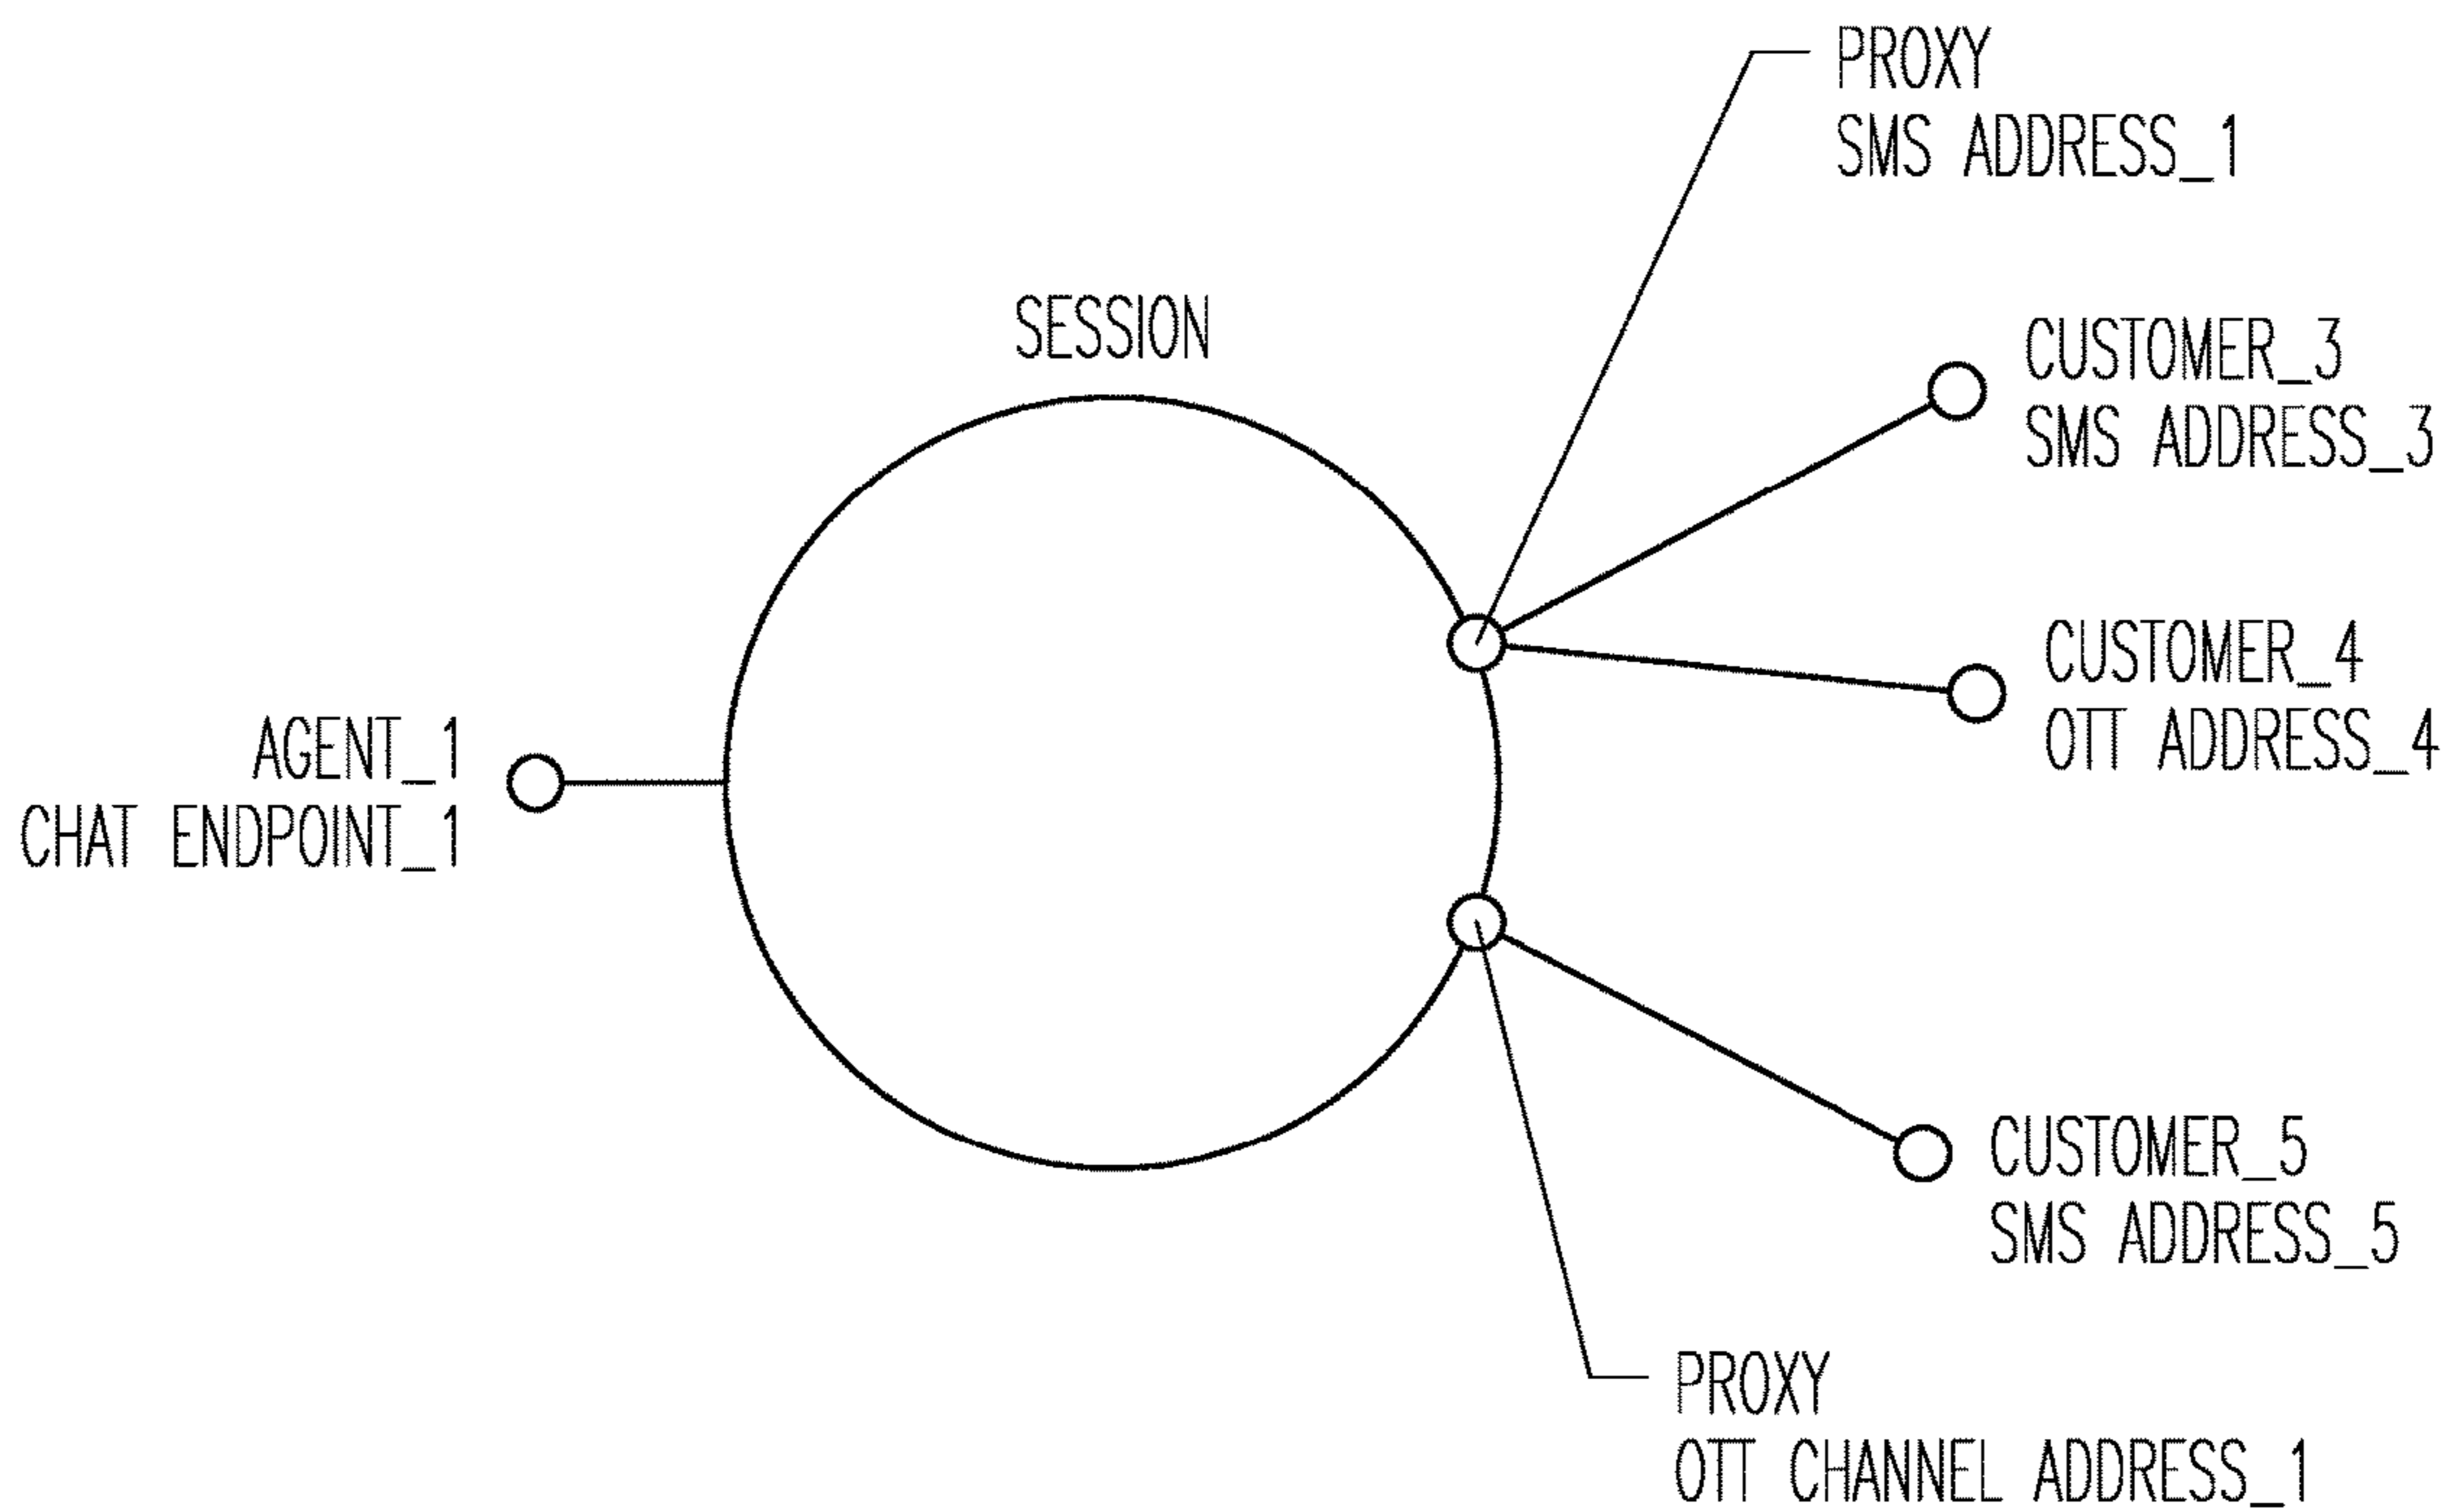 PROXY
SMS ADDRESS_1
SESSION
CUSTOMER_3
SMS ADDRESS_3
CUSTOMER_4
OTT ADDRESS_4
AGENT_1
CHAT ENDPOINT_1
CUSTOMER_5
SMS ADDRESS_5
PROXY
OTT CHANNEL ADDRESS_1